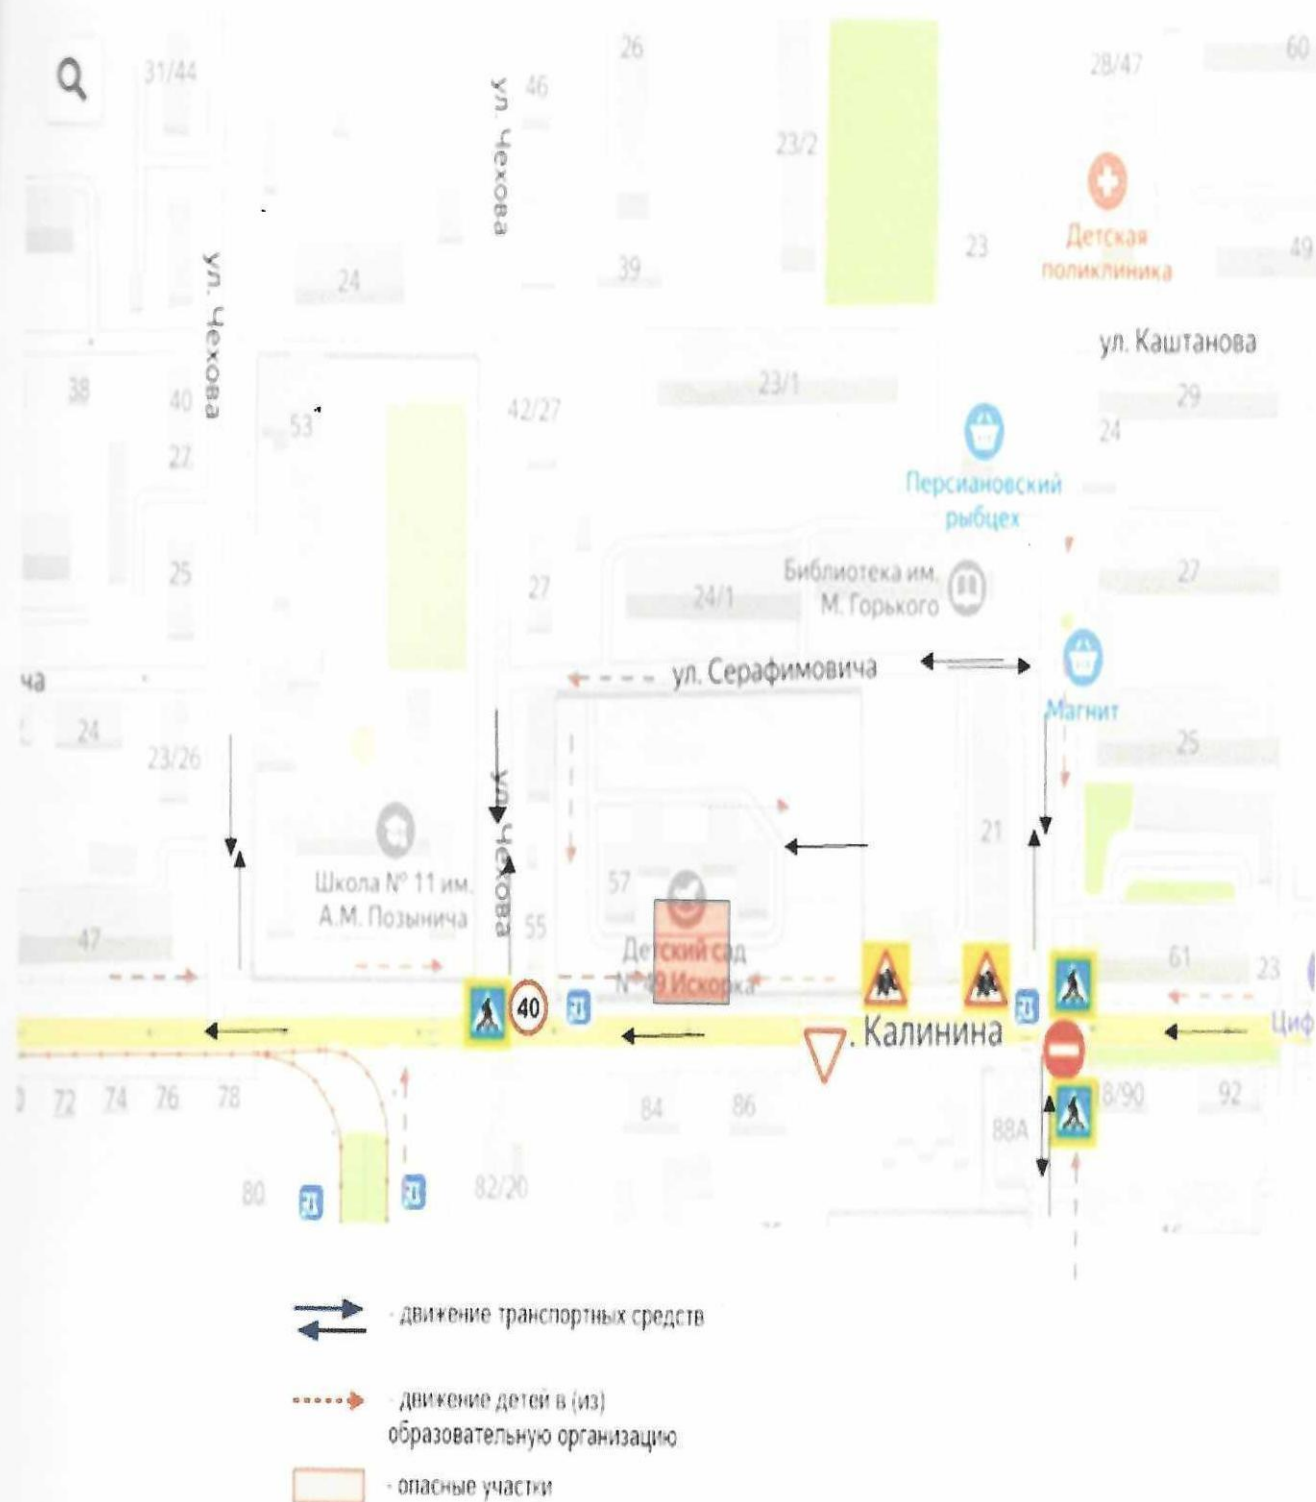 26
31/44
46
28/47
60
ул. Чехова
23/2
Детская
поликлиника
23
49
39
24
ул. Чехова
ул. Каштанова
38
40
53
42/27
23/1
29
24
27
Персиановский
рыбцех
25
27
24/1
Библиотека им.
М. Горького
27
ча
ул. Серафимовича
Магнит
24
23/26
25
ул. Чехова
21
Школа № 11 им.
А.М. Позынича
57
55
47
Детский сад
№ 49 Искорка
61
23
40
. Калинина
Циф
72
74
76
78
84
86
88А
8/90
92
80
82/20
- движение транспортных средств
- движение детей в (из)
образовательную организацию
- опасные участки